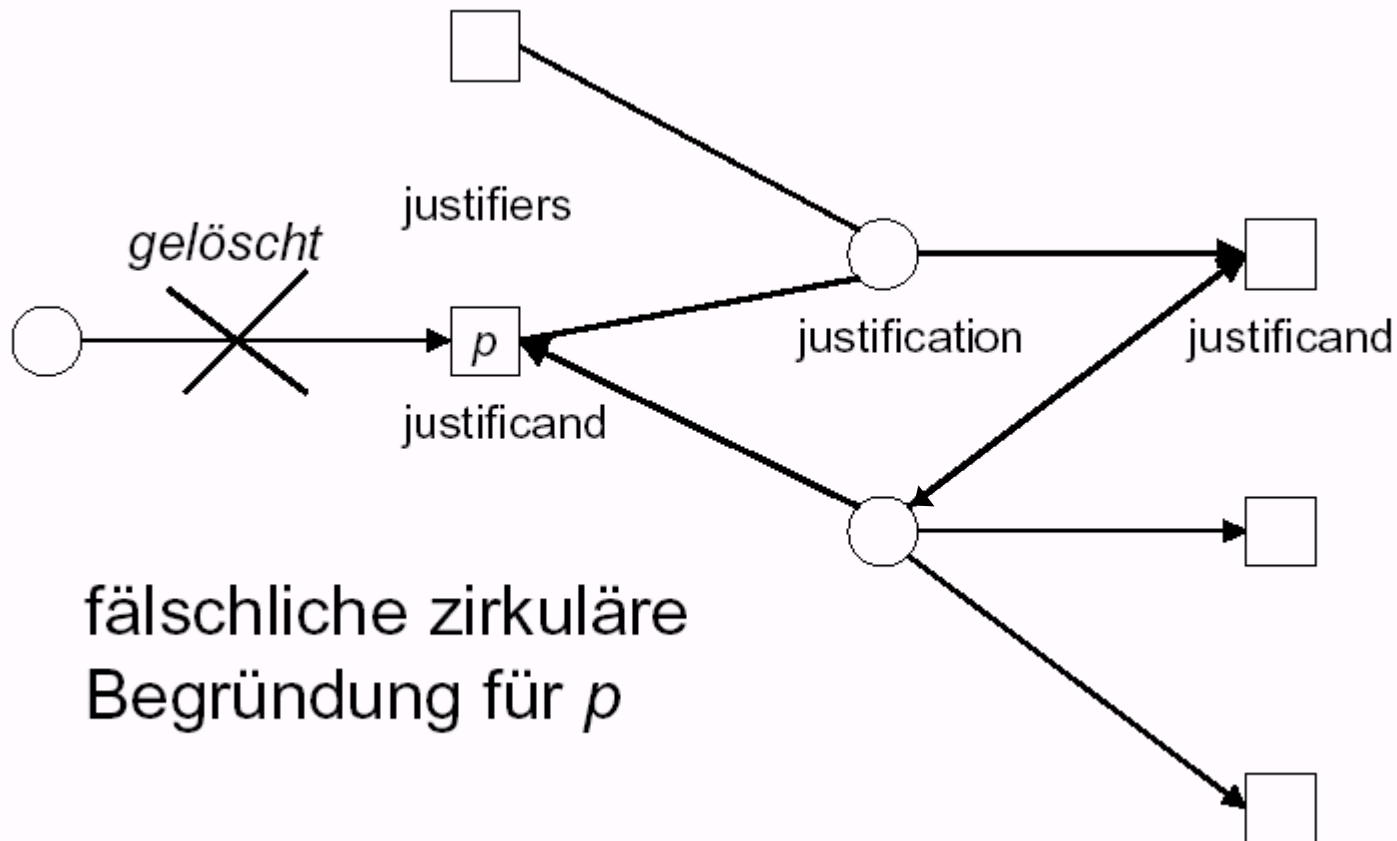 justifiers
gelöscht
p
justification
justificand
justificand
fälschliche zirkuläre
Begründung für p